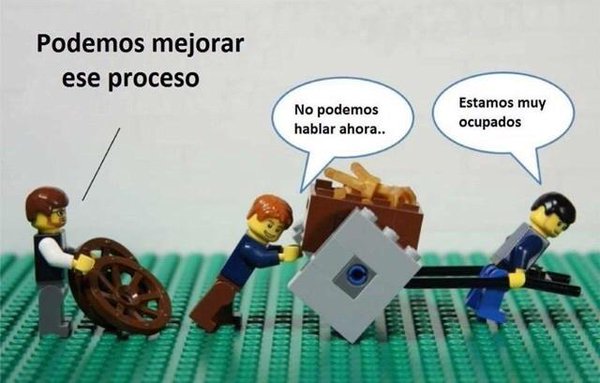 Podemos mejorar
ese proceso
No podemos
hablar ahora..
Estamos muy
ocupados